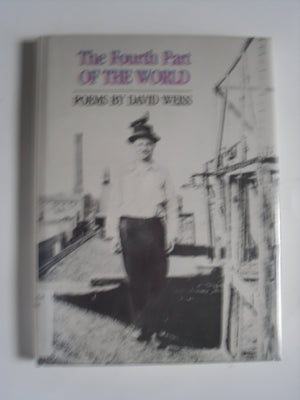 The Fourth Part
OF THE WORLD
POEMS BY DAVID WEISS